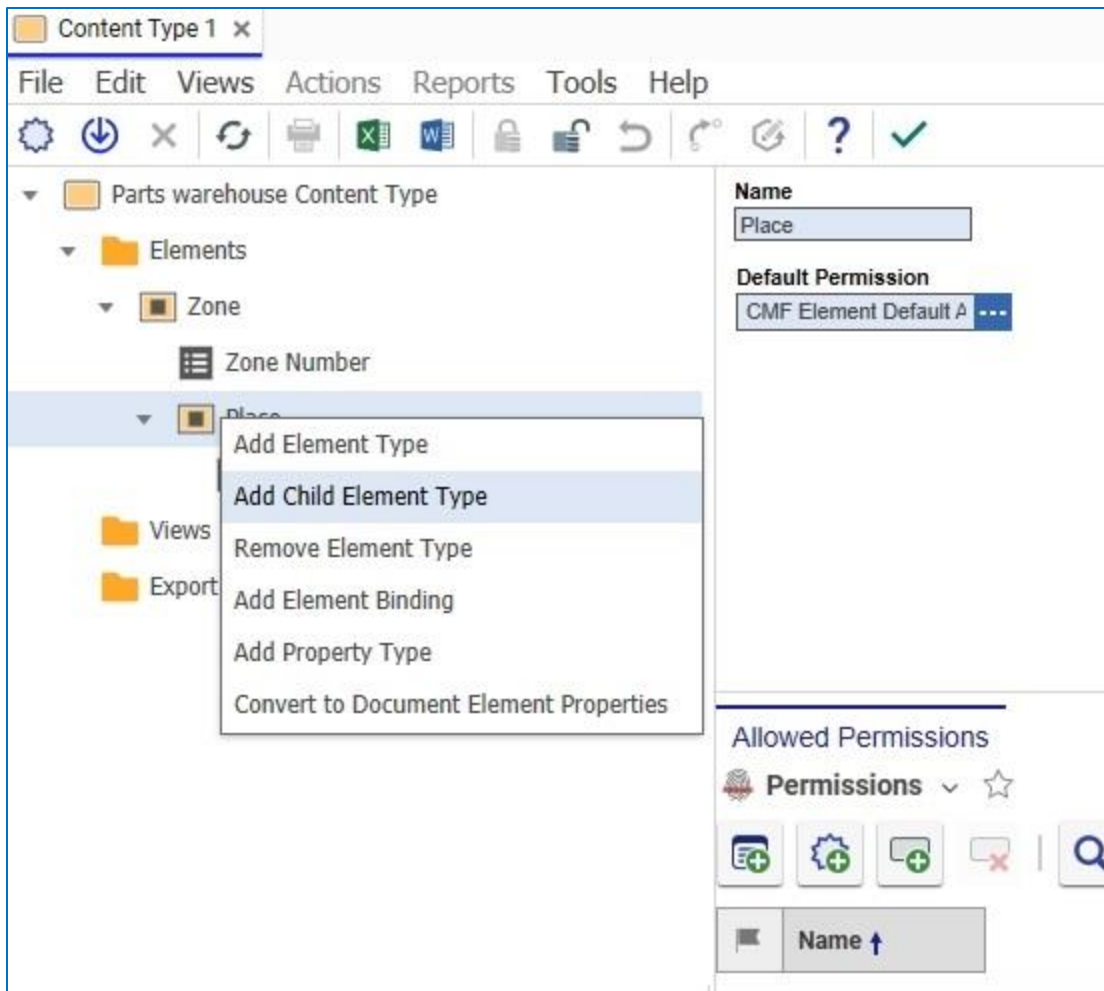 Content Type 1
File Edit Views Actions Reports Tools Help
Parts warehouse Content Type
Elements
Zone
Zone Number
Place
Add Element Type
Add Child Element Type
Remove Element Type
Add Element Binding
Add Property Type
Convert to Document Element Properties
Views
Export
Name
Place
Default Permission
CMF Element Default A
Allowed Permissions
Permissions
Name